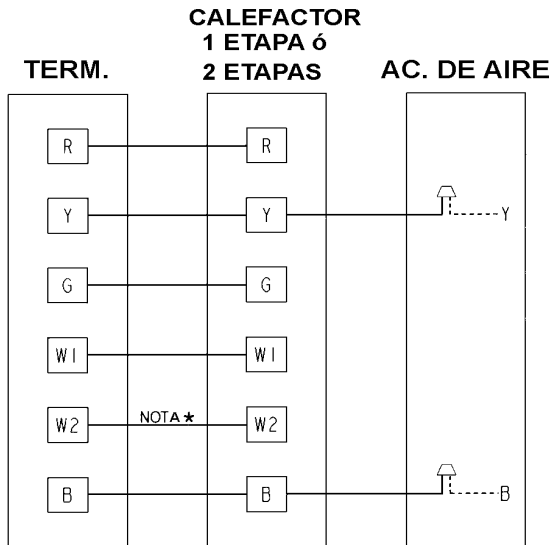 CALEFACTOR
1 ETAPA ó
TERM. 2 ETAPAS AC. DE AIRE
R R
Y Y Y
G G
W1 W1
W2 NOTA * W2
B B B